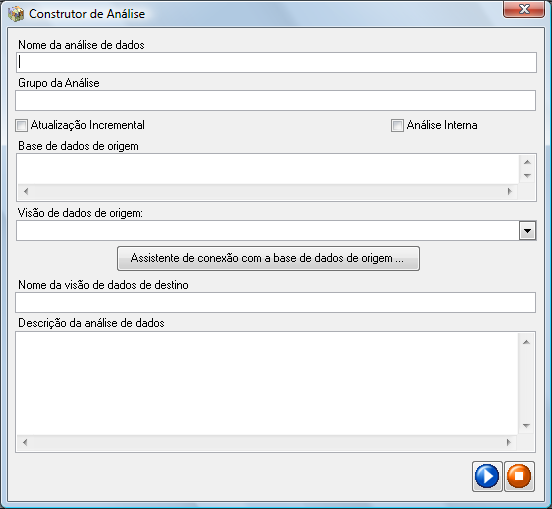 Construtor de Análise
Nome da análise de dados
Grupo da Análise
Atualização Incremental Análise Interna
Base de dados de origem
Visão de dados de origem:
Assistente de conexão com a base de dados de origem ...
Nome da visão de dados de destino
Descrição da análise de dados